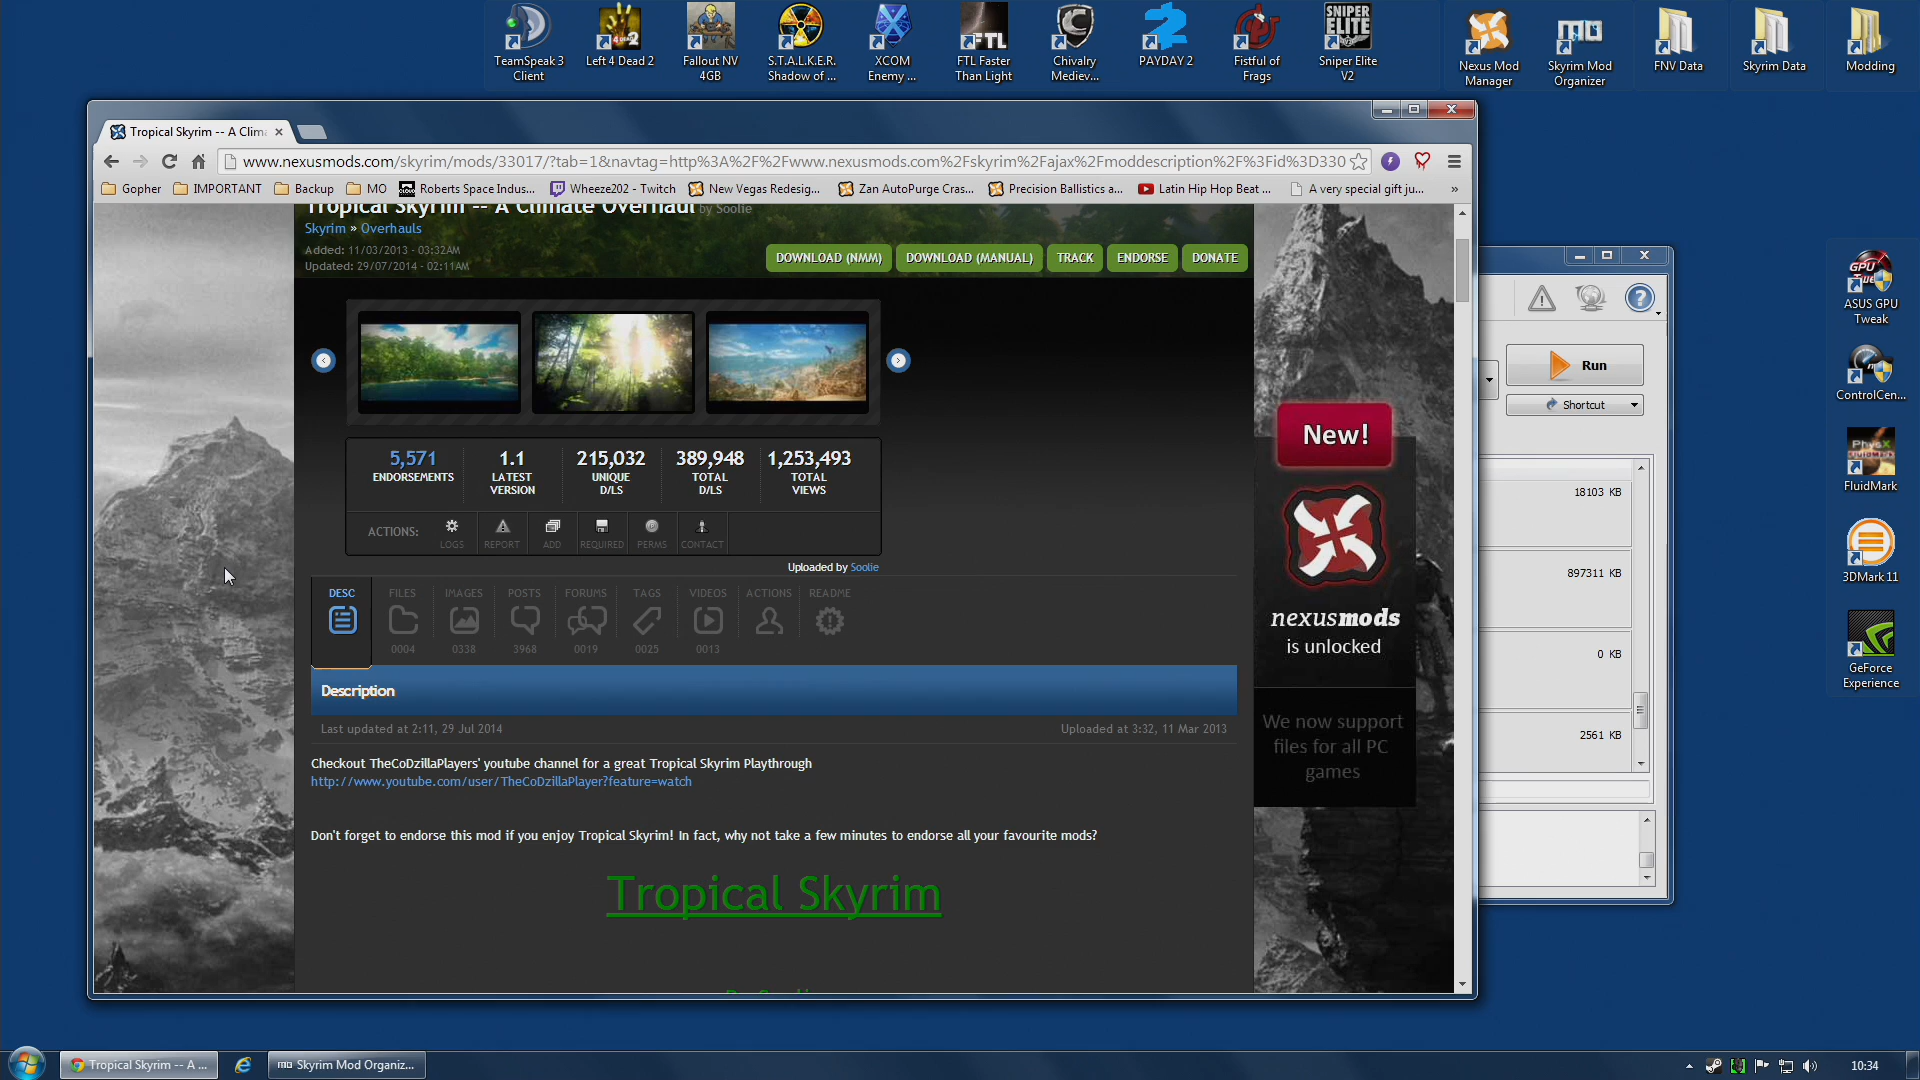 TeamSpeak 3
Client
Left 4 Dead 2
Fallout NV
4GB
S.T.A.L.K.E.R.
Shadow of ...
XCOM
Enemy ...
FTL
FTL Faster
Than Light
Chivalry
Mediev...
PAYDAY 2
Fistful of
Frags
SNIPER
ELITE
Sniper Elite
V2
Nexus Mod
Manager
Skyrim Mod
Organizer
FNV Data
Skyrim Data
Modding
Tropical Skyrim -- A Clima
www.nexusmods.com/skyrim/mods/33017/?tab=1&navtag=http%3A%2F%2Fwww.nexusmods.com%2Fskyrim%2Fajax%2Fmoddescription%2F%3Fid%3D330
Gopher
IMPORTANT
Backup
MO
Roberts Space Indus...
Wheeze202 - Twitch
New Vegas Redesig...
Zan AutoPurge Cras...
Precision Ballistics a...
Latin Hip Hop Beat ...
A very special gift ju...
»
Tropical Skyrim -- A Climate Overhaul by Soolie
Skyrim » Overhauls
Added: 11/03/2013 - 03:32AM
Updated: 29/07/2014 - 02:11AM
DOWNLOAD (NMM)
DOWNLOAD (MANUAL)
TRACK
ENDORSE
DONATE
5,571
ENDORSEMENTS
1.1
LATEST
VERSION
215,032
UNIQUE
D/LS
389,948
TOTAL
D/LS
1,253,493
TOTAL
VIEWS
ACTIONS:
LOGS
REPORT
ADD
REQUIRED
PERMS
CONTACT
Uploaded by Soolie
DESC
FILES
0004
IMAGES
0338
POSTS
3968
FORUMS
0019
TAGS
0025
VIDEOS
0013
ACTIONS
README
Description
Last updated at 2:11, 29 Jul 2014
Uploaded at 3:32, 11 Mar 2013
Checkout TheCoDzillaPlayers' youtube channel for a great Tropical Skyrim Playthrough
http://www.youtube.com/user/TheCoDzillaPlayer?feature=watch
Don't forget to endorse this mod if you enjoy Tropical Skyrim! In fact, why not take a few minutes to endorse all your favourite mods?
Tropical Skyrim
New!
nexusmods
is unlocked
We now support
files for all PC
games
Run
Shortcut
18103 KB
897311 KB
0 KB
2561 KB
ASUS GPU
Tweak
ControlCen...
FluidMark
3DMark 11
GeForce
Experience
Tropical Skyrim -- A ...
MO Skyrim Mod Organiz...
10:34